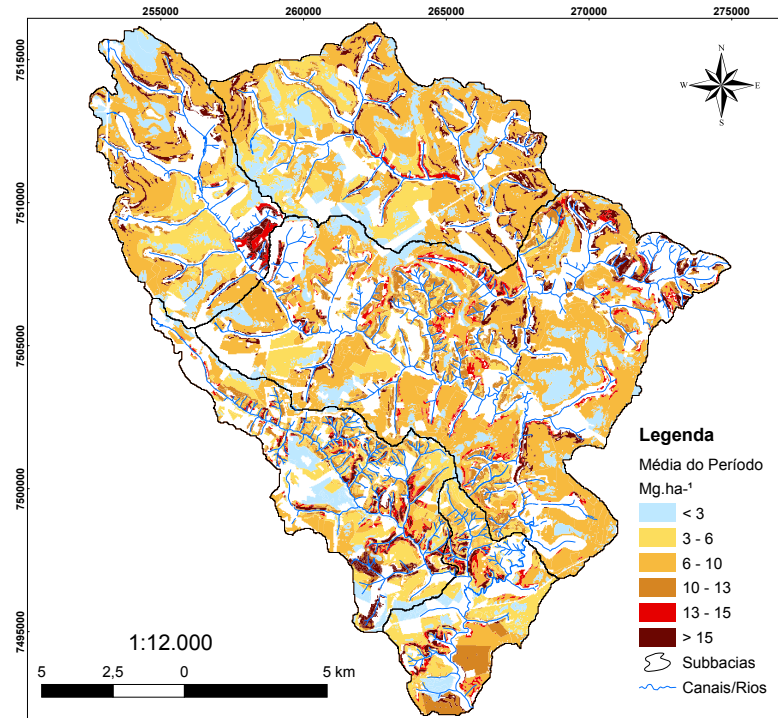 255000 260000 265000 270000 275000
7515000
7510000
7505000
7500000
7495000
N
W E
S
Legenda
Média do Período
Mg.ha-¹
< 3
3 - 6
6 - 10
10 - 13
13 - 15
> 15
Subbacias
Canais/Rios
1:12.000
5 2,5 0 5 km